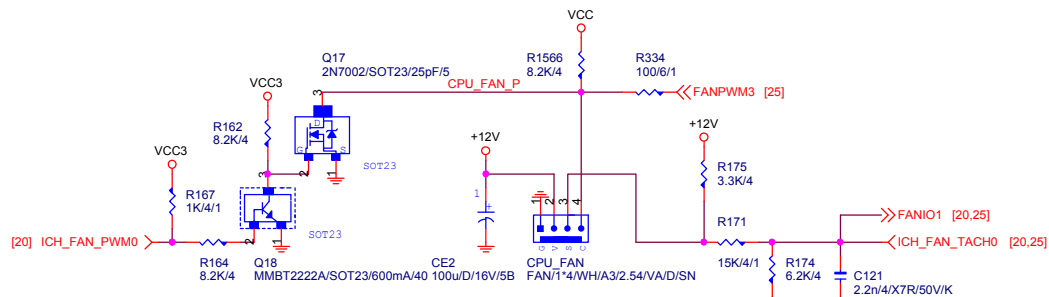 VCC
Q17
2N7002/SOT23/25pF/5
R1566
8.2K/4
R334
100/6/1
CPU_FAN_P
FANPWM3 [25]
VCC3
3
D
G
S
2
1
SOT23
R162
8.2K/4
+12V
+12V
VCC3
R167
1K/4/1
3
2
1
SOT23
R175
3.3K/4
1
+
1
2
3
4
G
V
S
C
R171
15K/4/1
FANIO1 [20,25]
[20] ICH_FAN_PWM0
ICH_FAN_TACH0 [20,25]
R164
8.2K/4
Q18
MMBT2222A/SOT23/600mA/40
CE2
100u/D/16V/5B
CPU_FAN
FAN/1*4/WH/A3/2.54/VA/D/SN
R174
6.2K/4
C121
2.2n/4/X7R/50V/K